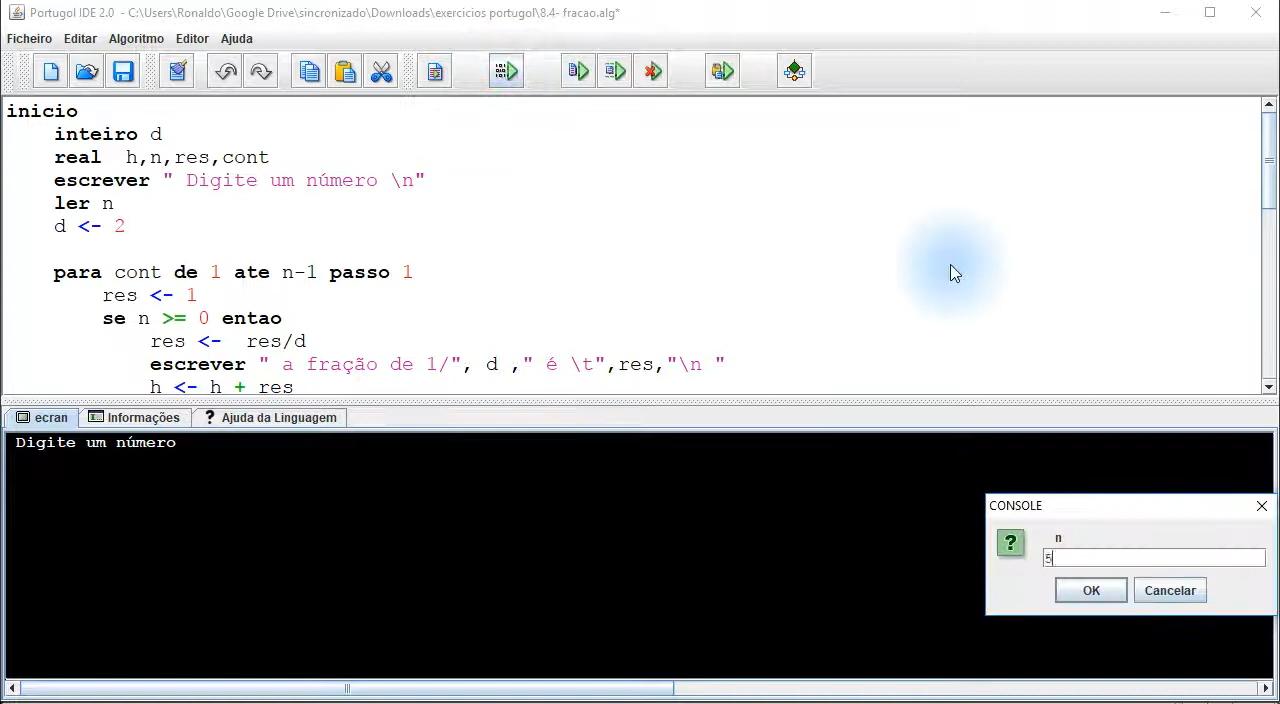 Portugol IDE 2.0 - C:\Users\Ronaldo\Google Drive\sincronizado\Downloads\exercicios portugol\8.4- fracao.alg*
Ficheiro Editar Algoritmo Editor Ajuda
inicio
inteiro d
real h,n,res,cont
escrever " Digite um número \n"
ler n
d <- 2
para cont de 1 ate n-1 passo 1
res <- 1
se n >= 0 entao
res <- res/d
escrever " a fração de 1/", d ," é \t",res,"\n "
h <- h + res
ecran Informações ? Ajuda da Linguagem
Digite um número
CONSOLE
? n
5
OK Cancelar